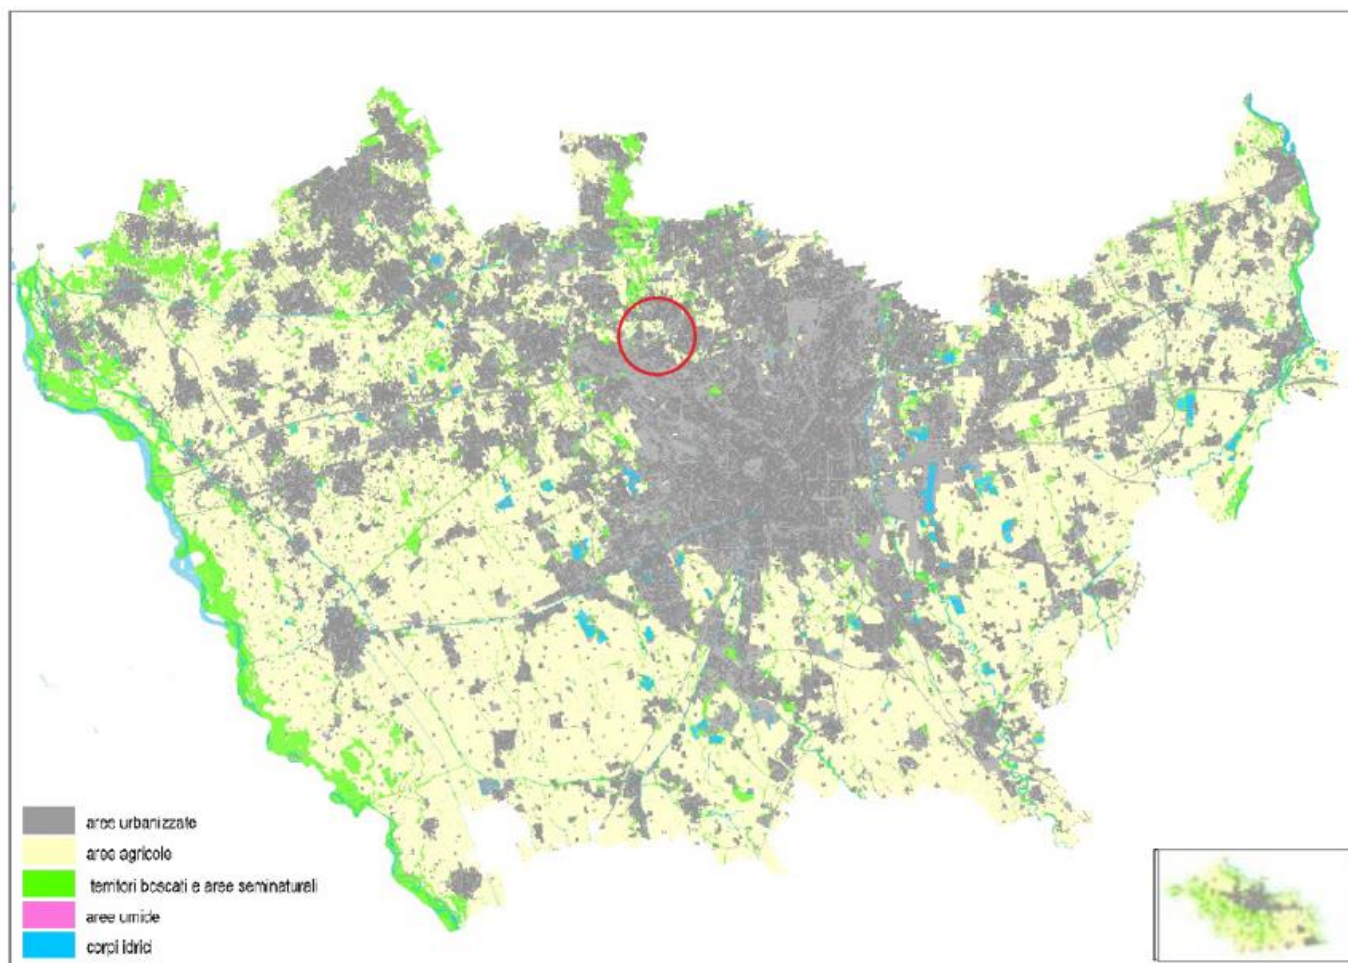 aree urbanizzate
aree agricole
territori boscati e aree seminaturali
aree umide
corpi idrici